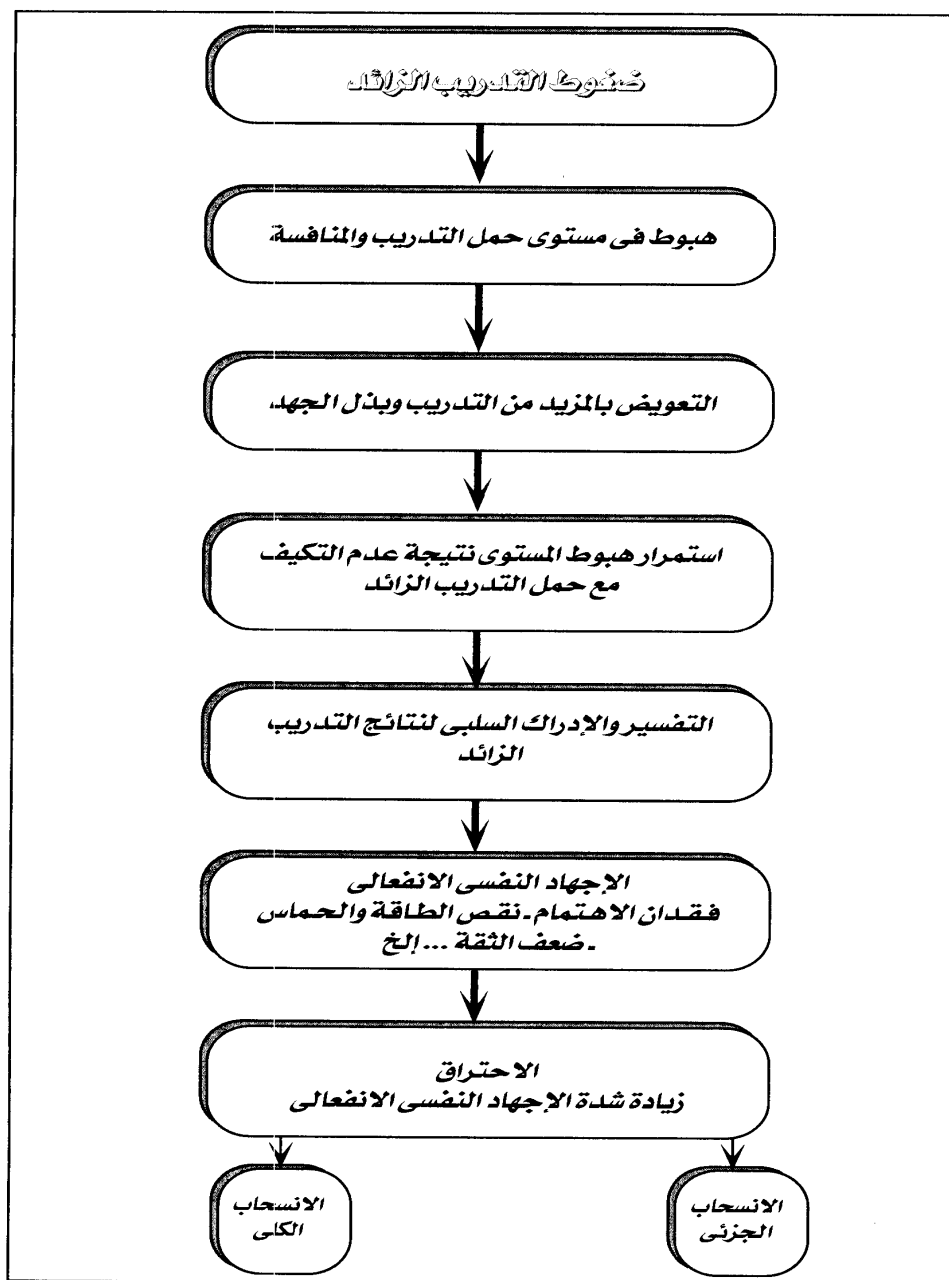 ضغوط التدريب الزائد
هبوط فى مستوى حمل التدريب والمنافسة
التعويض بالمزيد من التدريب وبذل الجهد
استمرار هبوط المستوى نتيجة عدم التكيف
مع حمل التدريب الزائد
التفسير والإدراك السلبى لنتائج التدريب
الزائد
الإجهاد النفسى الانفعالى
فقدان الاهتمام ـ نقص الطاقة والحماس
ـ ضعف الثقة ... إلخ
الاحتراق
زيادة شدة الإجهاد النفسى الانفعالى
الانسحاب
الجزئى
الانسحاب
الكلى